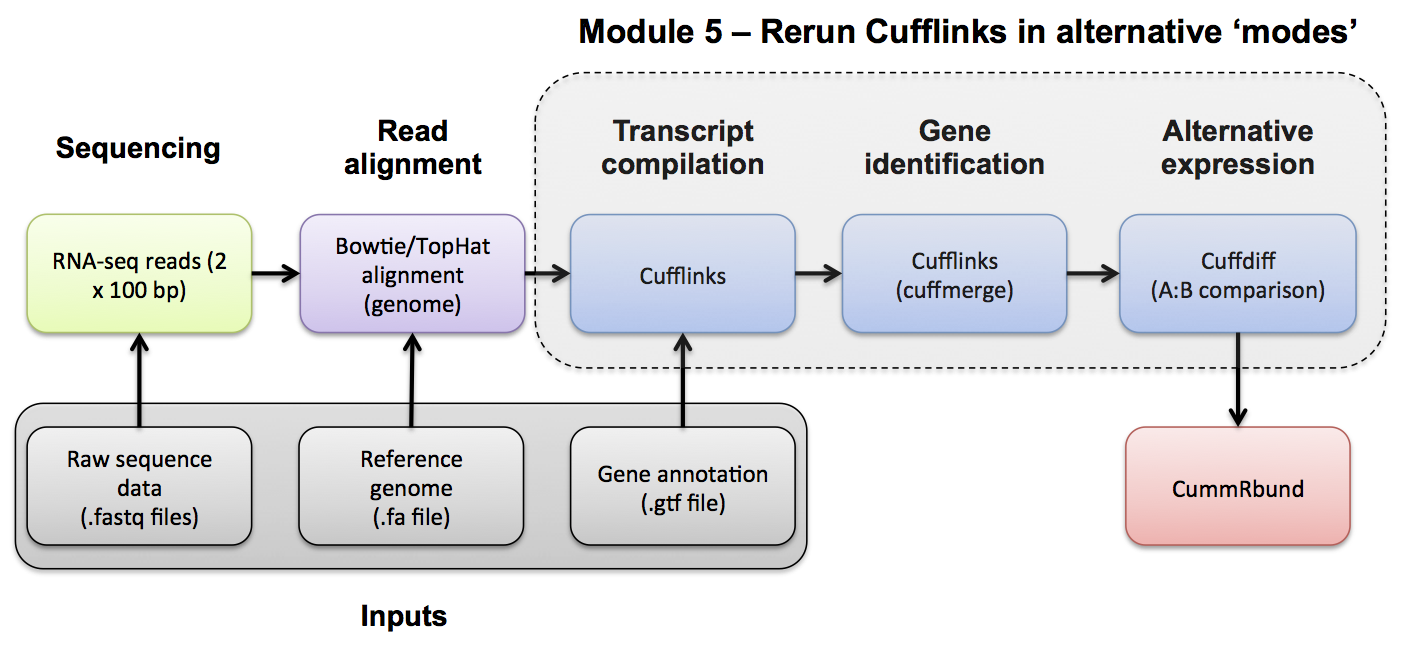 Module 5 – Rerun Cufflinks in alternative ‘modes’
Sequencing
Read
alignment
Transcript
compilation
Gene
identification
Alternative
expression
RNA-seq reads (2
x 100 bp)
Bowtie/TopHat
alignment
(genome)
Cufflinks
Cufflinks
(cuffmerge)
Cuffdiff
(A:B comparison)
Raw sequence
data
(.fastq files)
Reference
genome
(.fa file)
Gene annotation
(.gtf file)
CummRbund
Inputs